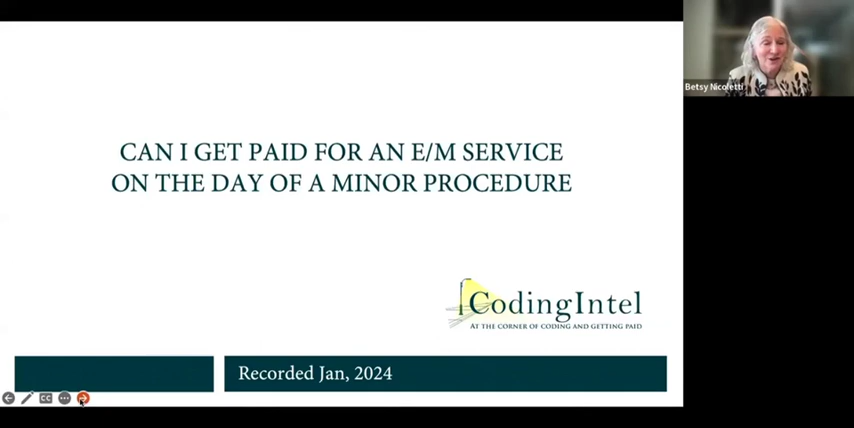 Betsy Nicoletti
CAN I GET PAID FOR AN E/M SERVICE
ON THE DAY OF A MINOR PROCEDURE
CodingIntel
AT THE CORNER OF CODING AND GETTING PAID
Recorded Jan, 2024
CC